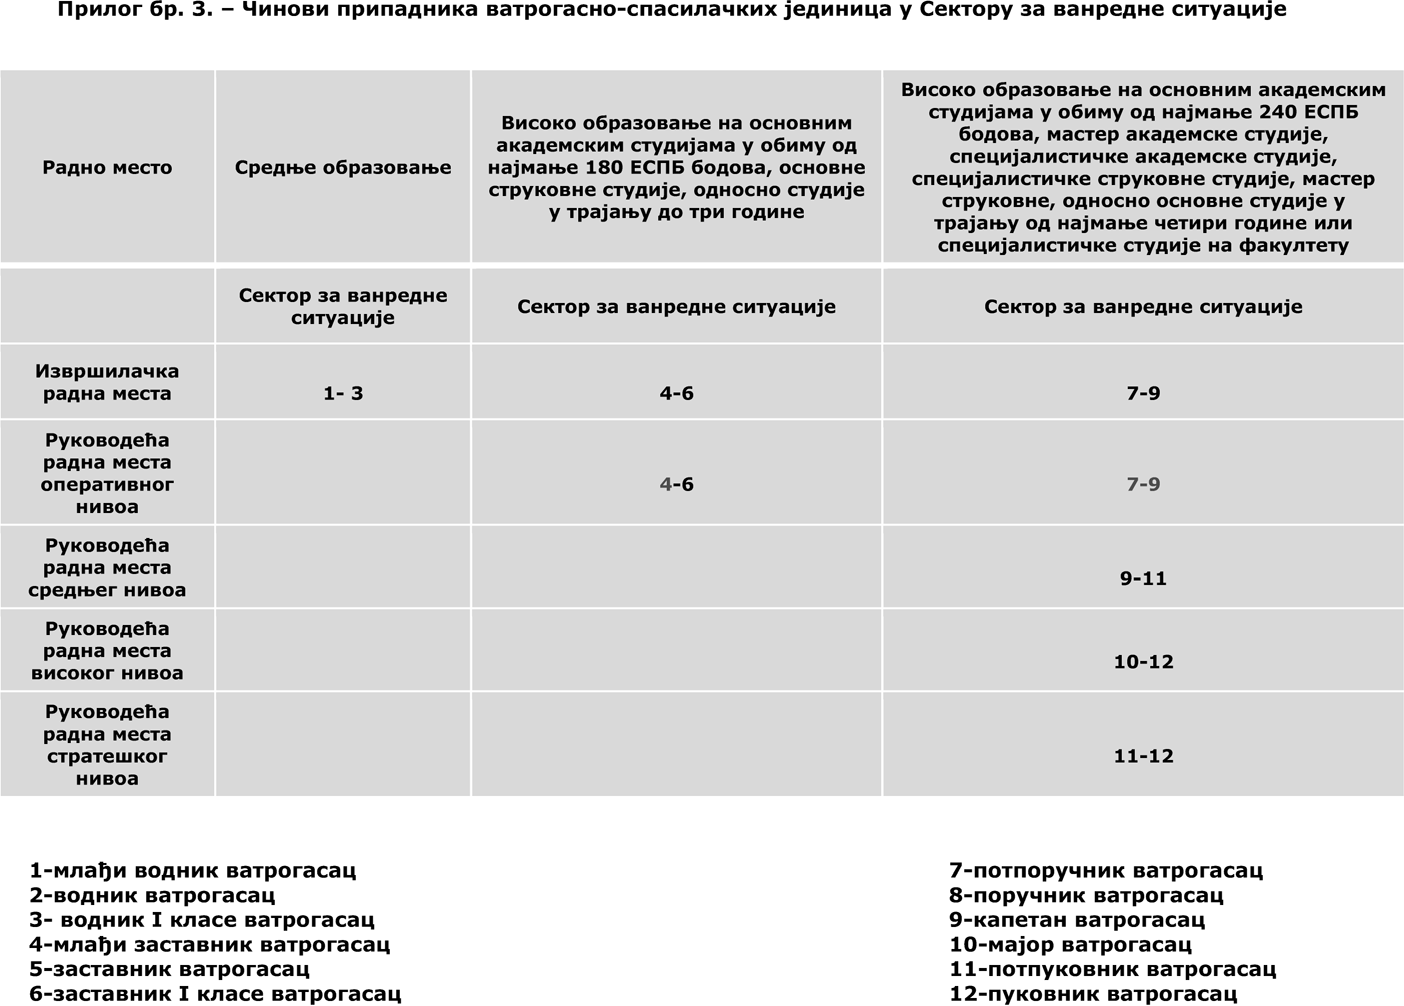 Прилог бр. 3. – Чинови припадника ватрогасно-спасилачких јединица у Сектору за ванредне ситуације
Радно место
Средње образовање
Високо образовање на основним
академским студијама у обиму од
најмање 180 ЕСПБ бодова, основне
струковне студије, односно студије
у трајању до три године
Високо образовање на основним академским
студијама у обиму од најмање 240 ЕСПБ
бодова, мастер академске студије,
специјалистичке академске студије,
специјалистичке струковне студије, мастер
струковне, односно основне студије у
трајању од најмање четири године или
специјалистичке студије на факултету
Сектор за ванредне
ситуације
Сектор за ванредне ситуације
Сектор за ванредне ситуације
Извршилачка
радна места
1- 3
4-6
7-9
Руководећа
радна места
оперативног
нивоа
4-6
7-9
Руководећа
радна места
средњег нивоа
9-11
Руководећа
радна места
високог нивоа
10-12
Руководећа
радна места
стратешког
нивоа
11-12
1-млађи водник ватрогасац
2-водник ватрогасац
3- водник I класе ватрогасац
4-млађи заставник ватрогасац
5-заставник ватрогасац
6-заставник I класе ватрогасац
7-потпоручник ватрогасац
8-поручник ватрогасац
9-капетан ватрогасац
10-мајор ватрогасац
11-потпуковник ватрогасац
12-пуковник ватрогасац